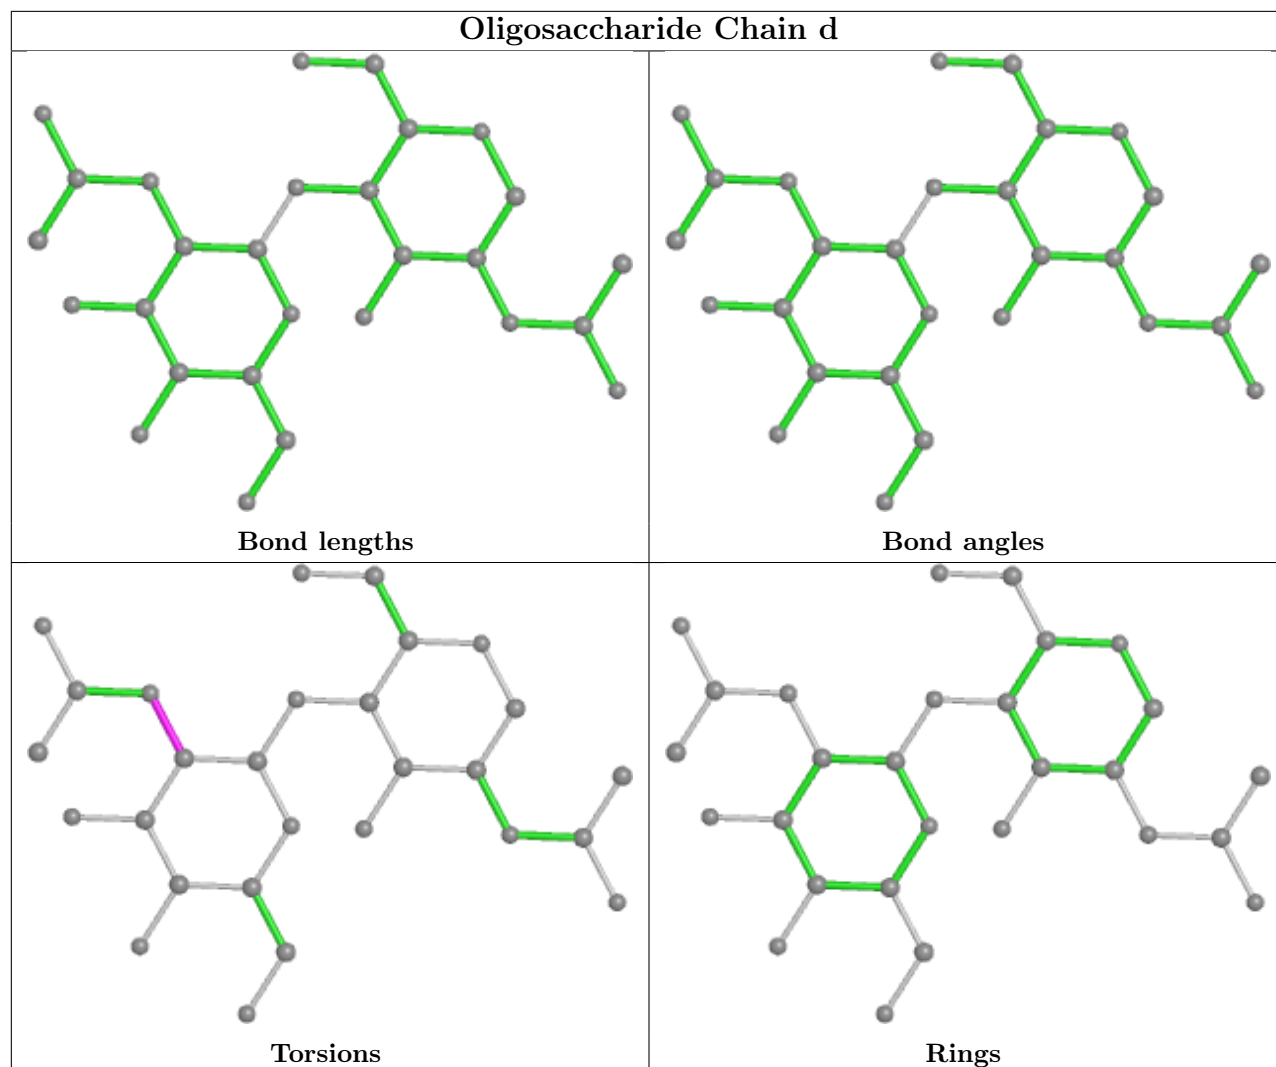 Oligosaccharide Chain d
Bond lengths
Bond angles
Torsions
Rings